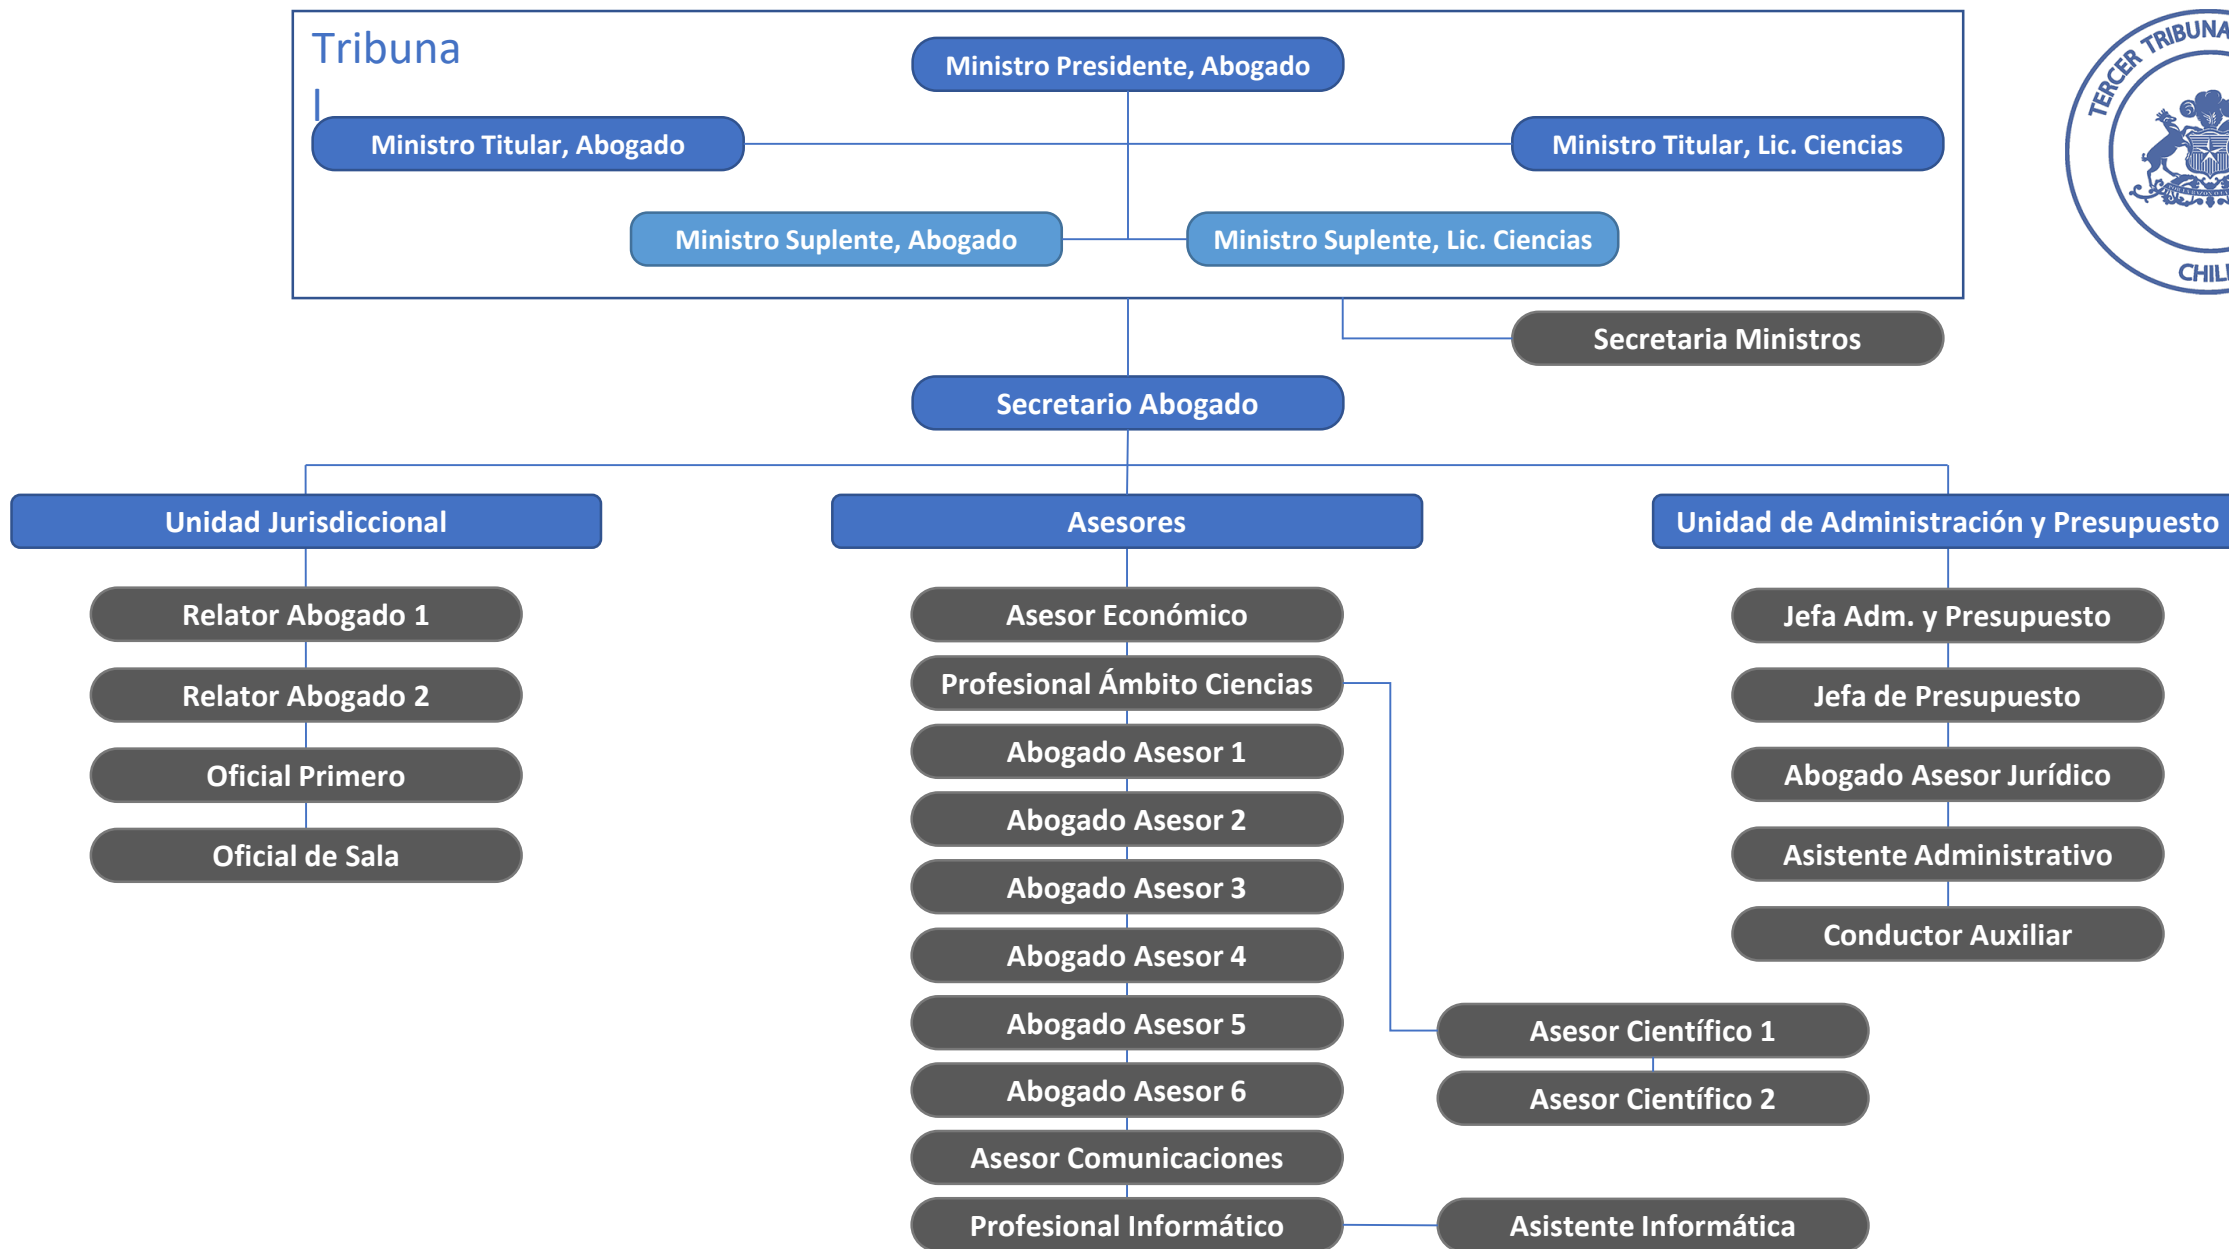 Tribuna
l
Ministro Presidente, Abogado
Ministro Titular, Abogado
Ministro Titular, Lic. Ciencias
Ministro Suplente, Abogado
Ministro Suplente, Lic. Ciencias
TERCER TRIBUNA
CHIL
Secretaria Ministros
Secretario Abogado
Unidad Jurisdiccional
Asesores
Unidad de Administración y Presupuesto
Relator Abogado 1
Relator Abogado 2
Oficial Primero
Oficial de Sala
Asesor Económico
Profesional Ámbito Ciencias
Abogado Asesor 1
Abogado Asesor 2
Abogado Asesor 3
Abogado Asesor 4
Abogado Asesor 5
Abogado Asesor 6
Asesor Comunicaciones
Profesional Informático
Asesor Científico 1
Asesor Científico 2
Asistente Informática
Jefa Adm. y Presupuesto
Jefa de Presupuesto
Abogado Asesor Jurídico
Asistente Administrativo
Conductor Auxiliar